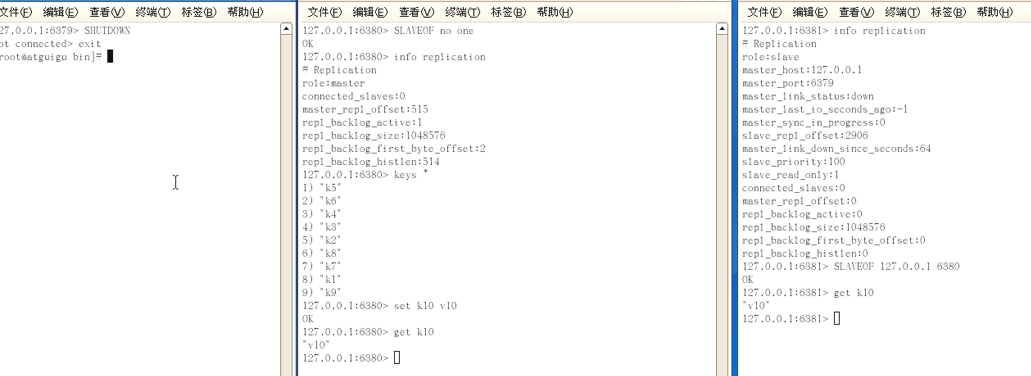 文件(F) 编辑(E) 查看(V) 终端(T) 标签(B) 帮助(H)
27.0.0.1:6379> SHUTDOWN
ot connected> exit
root@atguigu bin]#
文件(F) 编辑(E) 查看(V) 终端(T) 标签(B) 帮助(H)
127.0.0.1:6380> SLAVEOF no one
OK
127.0.0.1:6380> info replication
# Replication
role:master
connected_slaves:0
master_repl_offset:515
repl_backlog_active:1
repl_backlog_size:1048576
repl_backlog_first_byte_offset:2
repl_backlog_histlen:514
127.0.0.1:6380> keys *
1) "k5"
2) "k6"
3) "k4"
4) "k3"
5) "k2"
6) "k8"
7) "k7"
8) "k1"
9) "k9"
127.0.0.1:6380> set k10 v10
OK
127.0.0.1:6380> get k10
"v10"
127.0.0.1:6380>
文件(F) 编辑(E) 查看(V) 终端(T) 标签(B) 帮助(H)
127.0.0.1:6381> info replication
# Replication
role:slave
master_host:127.0.0.1
master_port:6379
master_link_status:down
master_last_io_seconds_ago:-1
master_sync_in_progress:0
slave_repl_offset:2906
master_link_down_since_seconds:64
slave_priority:100
slave_read_only:1
connected_slaves:0
master_repl_offset:0
repl_backlog_active:0
repl_backlog_size:1048576
repl_backlog_first_byte_offset:0
repl_backlog_histlen:0
127.0.0.1:6381> SLAVEOF 127.0.0.1 6380
OK
127.0.0.1:6381> get k10
"v10"
127.0.0.1:6381>